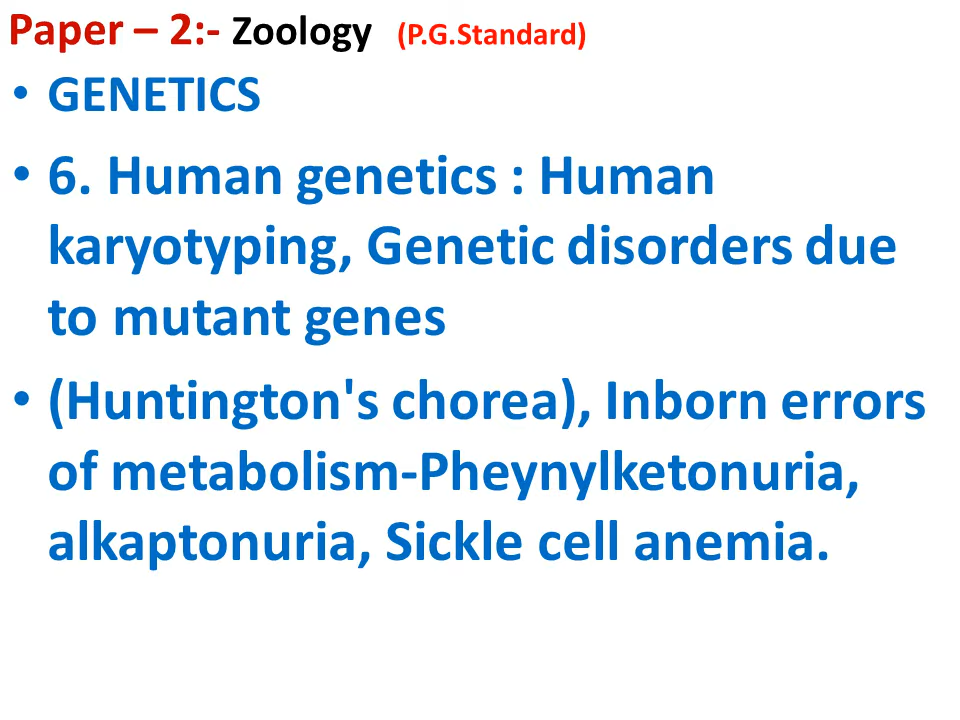 Paper – 2:- Zoology (P.G.Standard)
• GENETICS
• 6. Human genetics : Human
karyotyping, Genetic disorders due
to mutant genes
• (Huntington's chorea), Inborn errors
of metabolism-Pheynylketonuria,
alkaptonuria, Sickle cell anemia.